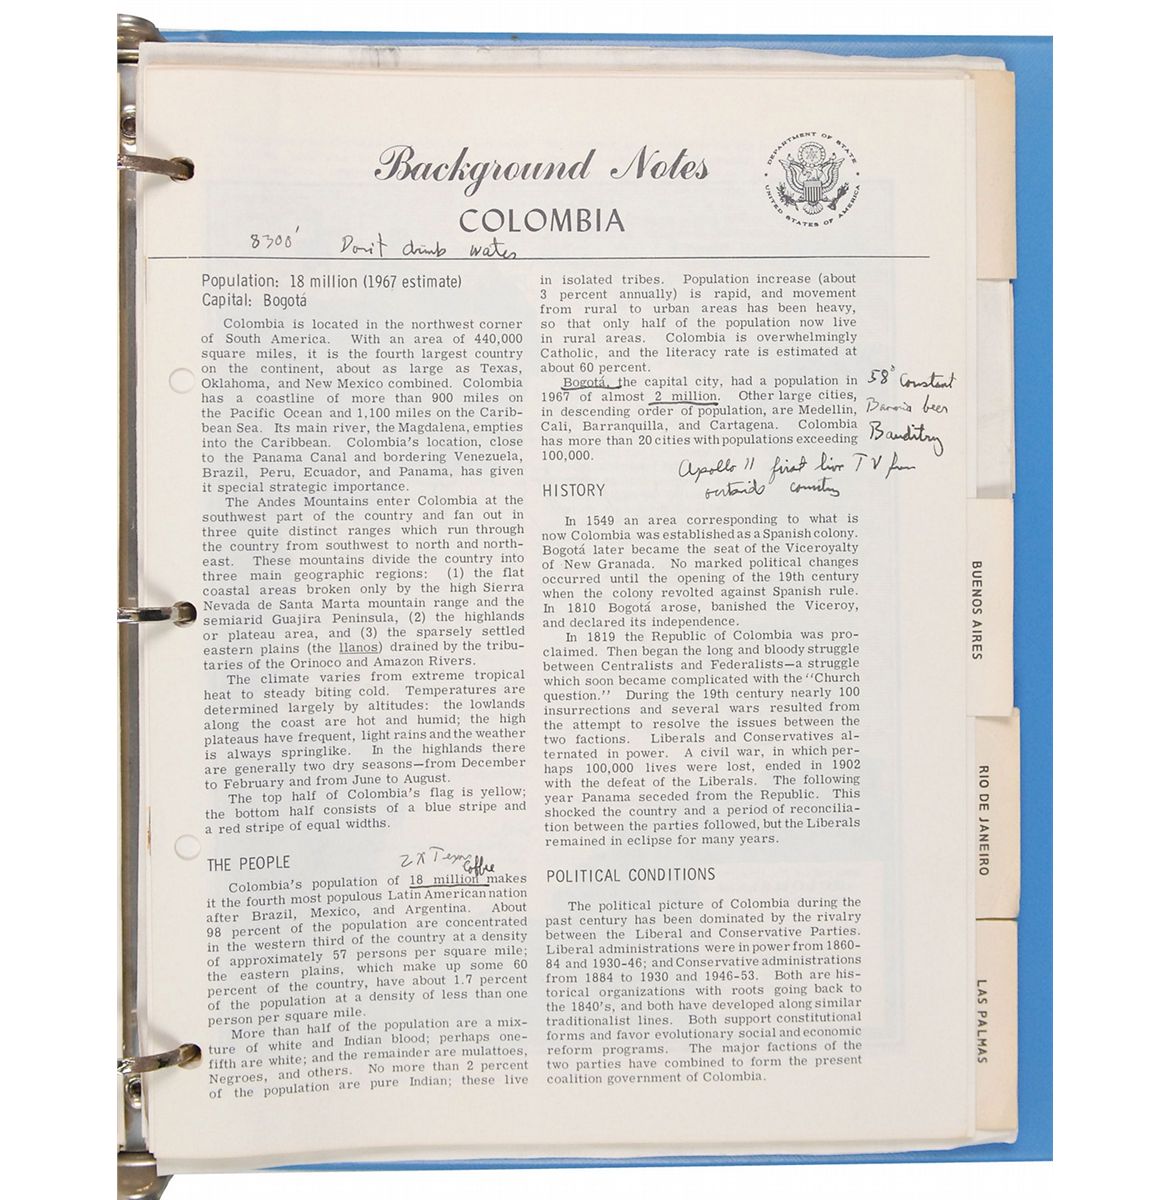 Background Notes
COLOMBIA
DEPARTMENT OF STATE
UNITED STATES OF AMERICA
8300' Don't drink water
Population: 18 million (1967 estimate)
Capital: Bogotá
Colombia is located in the northwest corner
of South America. With an area of 440,000
square miles, it is the fourth largest country
on the continent, about as large as Texas,
Oklahoma, and New Mexico combined. Colombia
has a coastline of more than 900 miles on
the Pacific Ocean and 1,100 miles on the Carib-
bean Sea. Its main river, the Magdalena, empties
into the Caribbean. Colombia's location, close
to the Panama Canal and bordering Venezuela,
Brazil, Peru, Ecuador, and Panama, has given
it special strategic importance.
The Andes Mountains enter Colombia at the
southwest part of the country and fan out in
three quite distinct ranges which run through
the country from southwest to north and north-
east. These mountains divide the country into
three main geographic regions: (1) the flat
coastal areas broken only by the high Sierra
Nevada de Santa Marta mountain range and the
semiarid Guajira Peninsula, (2) the highlands
or plateau area, and (3) the sparsely settled
eastern plains (the llanos) drained by the tribu-
taries of the Orinoco and Amazon Rivers.
The climate varies from extreme tropical
heat to steady biting cold. Temperatures are
determined largely by altitudes: the lowlands
along the coast are hot and humid; the high
plateaus have frequent, light rains and the weather
is always springlike. In the highlands there
are generally two dry seasons—from December
to February and from June to August.
The top half of Colombia's flag is yellow;
the bottom half consists of a blue stripe and
a red stripe of equal widths.
THE PEOPLE
2 X Texas
Coffee
Colombia's population of 18 million makes
it the fourth most populous Latin American nation
after Brazil, Mexico, and Argentina. About
98 percent of the population are concentrated
in the western third of the country at a density
of approximately 57 persons per square mile;
the eastern plains, which make up some 60
percent of the country, have about 1.7 percent
of the population at a density of less than one
person per square mile.
More than half of the population are a mix-
ture of white and Indian blood; perhaps one-
fifth are white; and the remainder are mulattoes,
Negroes, and others. No more than 2 percent
of the population are pure Indian; these live
in isolated tribes. Population increase (about
3 percent annually) is rapid, and movement
from rural to urban areas has been heavy,
so that only half of the population now live
in rural areas. Colombia is overwhelmingly
Catholic, and the literacy rate is estimated at
about 60 percent.
Bogotá, the capital city, had a population in
1967 of almost 2 million. Other large cities,
in descending order of population, are Medellin,
Cali, Barranquilla, and Cartagena. Colombia
has more than 20 cities with populations exceeding
100,000.
58° Constant
beer
Banditry
Apollo 11 first live TV from
outside country
HISTORY
In 1549 an area corresponding to what is
now Colombia was established as a Spanish colony.
Bogotá later became the seat of the Viceroyalty
of New Granada. No marked political changes
occurred until the opening of the 19th century
when the colony revolted against Spanish rule.
In 1810 Bogotá arose, banished the Viceroy,
and declared its independence.
In 1819 the Republic of Colombia was pro-
claimed. Then began the long and bloody struggle
between Centralists and Federalists—a struggle
which soon became complicated with the "Church
question." During the 19th century nearly 100
insurrections and several wars resulted from
the attempt to resolve the issues between the
two factions. Liberals and Conservatives al-
ternated in power. A civil war, in which per-
haps 100,000 lives were lost, ended in 1902
with the defeat of the Liberals. The following
year Panama seceded from the Republic. This
shocked the country and a period of reconcilia-
tion between the parties followed, but the Liberals
remained in eclipse for many years.
POLITICAL CONDITIONS
The political picture of Colombia during the
past century has been dominated by the rivalry
between the Liberal and Conservative Parties.
Liberal administrations were in power from 1860-
84 and 1930-46; and Conservative administrations
from 1884 to 1930 and 1946-53. Both are his-
torical organizations with roots going back to
the 1840's, and both have developed along similar
traditionalist lines. Both support constitutional
forms and favor evolutionary social and economic
reform programs. The major factions of the
two parties have combined to form the present
coalition government of Colombia.
BUENOS AIRES
RIO DE JANEIRO
LAS PALMAS